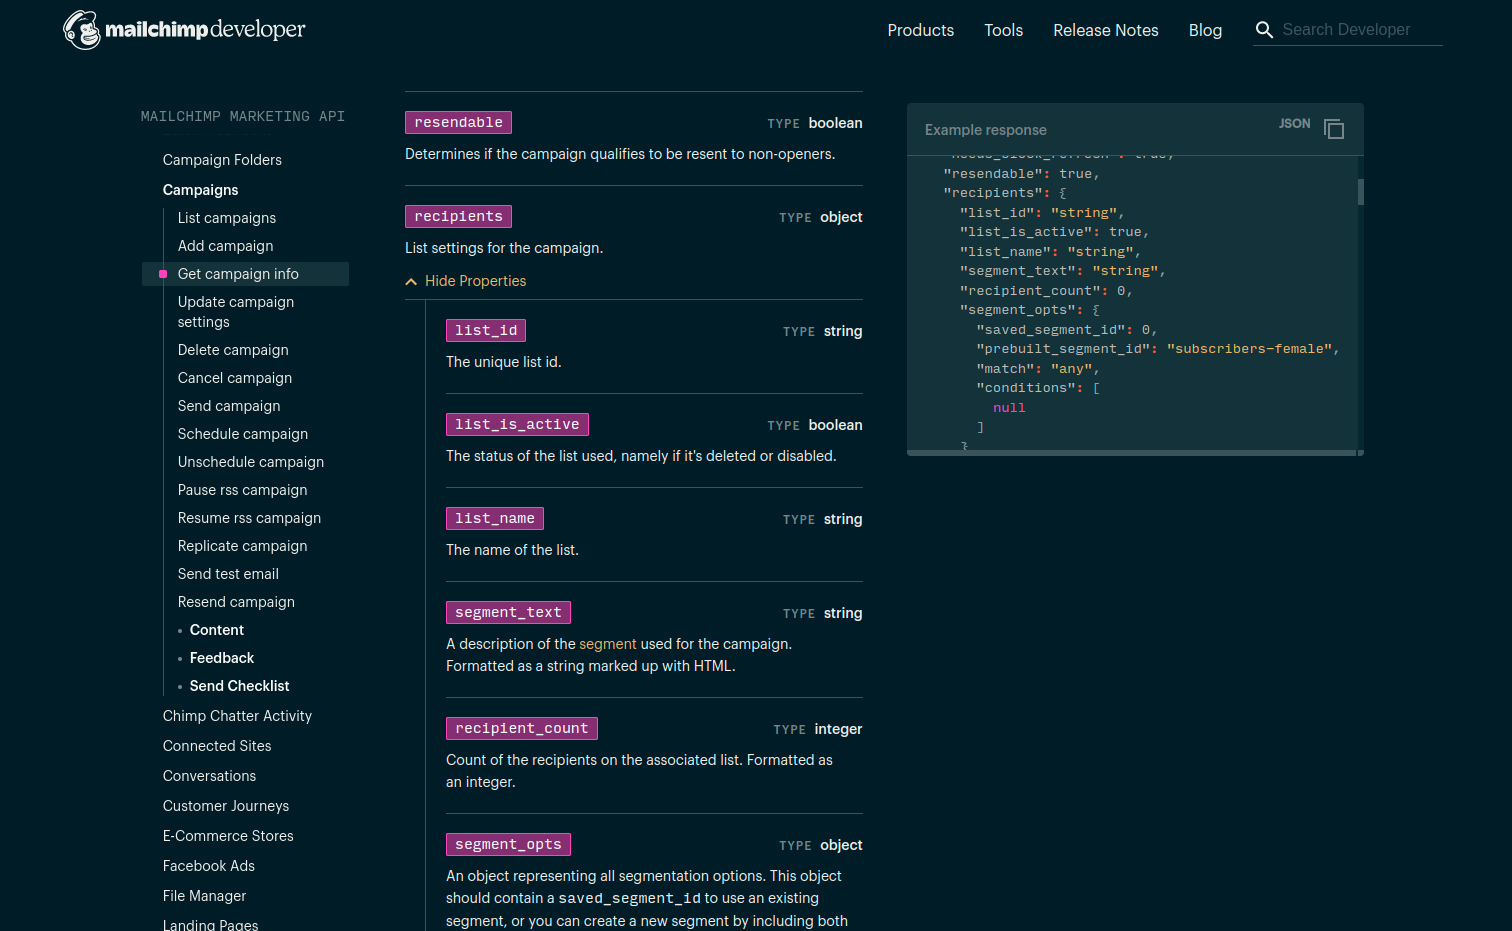 mailchimp developer
Products
Tools
Release Notes
Blog
Search Developer
MAILCHIMP MARKETING API
Campaign Folders
Campaigns
List campaigns
Add campaign
Get campaign info
Update campaign
settings
Delete campaign
Cancel campaign
Send campaign
Schedule campaign
Unschedule campaign
Pause rss campaign
Resume rss campaign
Replicate campaign
Send test email
Resend campaign
Content
Feedback
Send Checklist
Chimp Chatter Activity
Connected Sites
Conversations
Customer Journeys
E-Commerce Stores
Facebook Ads
File Manager
Landing Pages
resendable TYPE boolean
Determines if the campaign qualifies to be resent to non-openers.
recipients TYPE object
List settings for the campaign.
Hide Properties
list_id TYPE string
The unique list id.
list_is_active TYPE boolean
The status of the list used, namely if it's deleted or disabled.
list_name TYPE string
The name of the list.
segment_text TYPE string
A description of the segment used for the campaign.
Formatted as a string marked up with HTML.
recipient_count TYPE integer
Count of the recipients on the associated list. Formatted as
an integer.
segment_opts TYPE object
An object representing all segmentation options. This object
should contain a saved_segment_id to use an existing
segment, or you can create a new segment by including both
Example response JSON
"needs_block_refresh": true,
"resendable": true,
"recipients": {
"list_id": "string",
"list_is_active": true,
"list_name": "string",
"segment_text": "string",
"recipient_count": 0,
"segment_opts": {
"saved_segment_id": 0,
"prebuilt_segment_id": "subscribers-female",
"match": "any",
"conditions": [
null
]
}